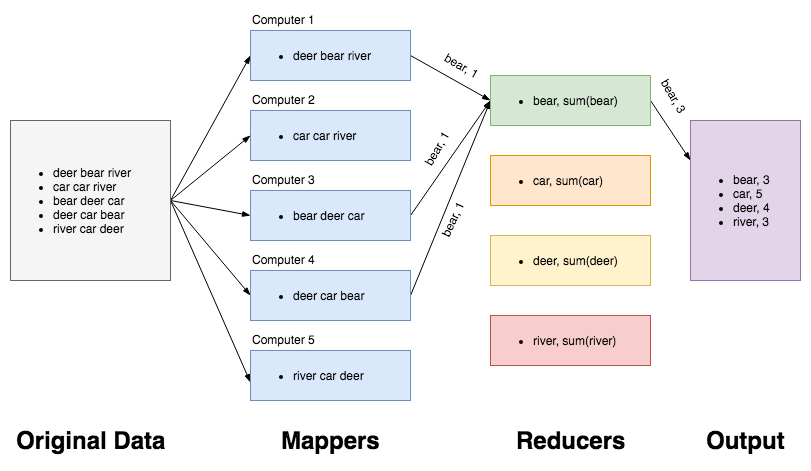 Computer 1
deer bear river
bear, 1
Computer 2
car car river
bear, sum(bear)
bear, 3
deer bear river
car car river
bear deer car
deer car bear
river car deer
Computer 3
bear deer car
bear, 1
car, sum(car)
bear, 3
car, 5
deer, 4
river, 3
Computer 4
deer car bear
bear, 1
deer, sum(deer)
Computer 5
river car deer
river, sum(river)
Original Data
Mappers
Reducers
Output